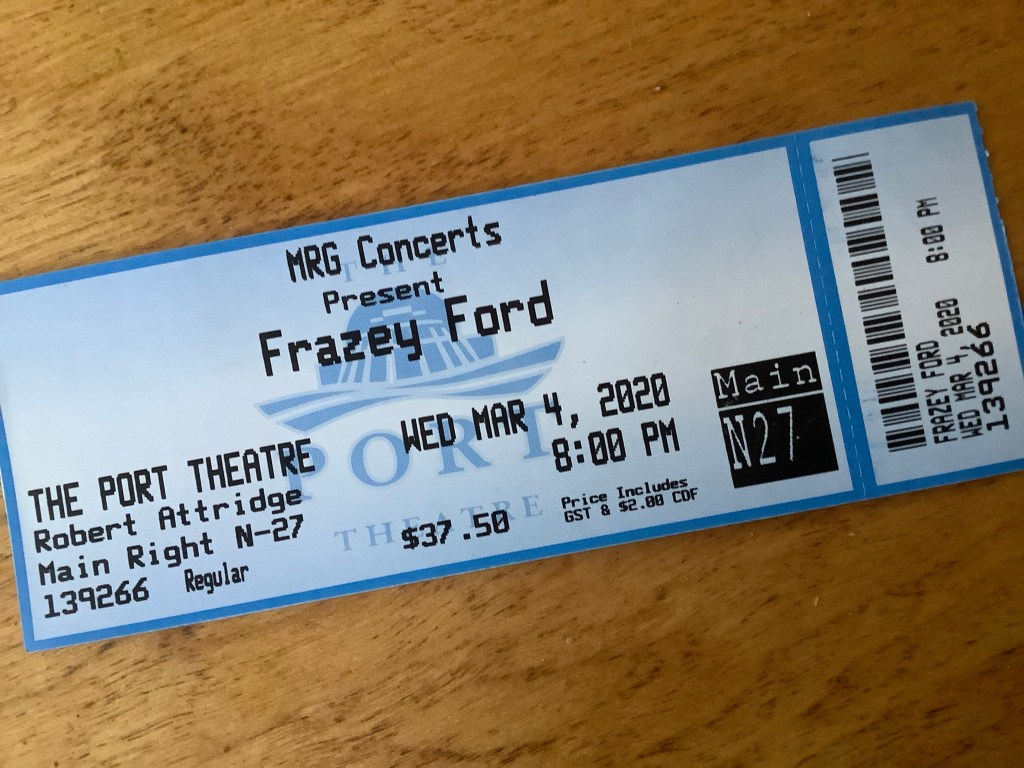 MRG Concerts
Present
Frazey Ford
THE
PORT
THEATRE
WED MAR 4, 2020
8:00 PM
THE PORT THEATRE
Robert Attridge
Main Right N-27
139266 Regular
$37.50
Price Includes
GST & $2.00 CDF
Main
N27
FRAZEY FORD
WED MAR 4, 2020 8:00 PM
139266